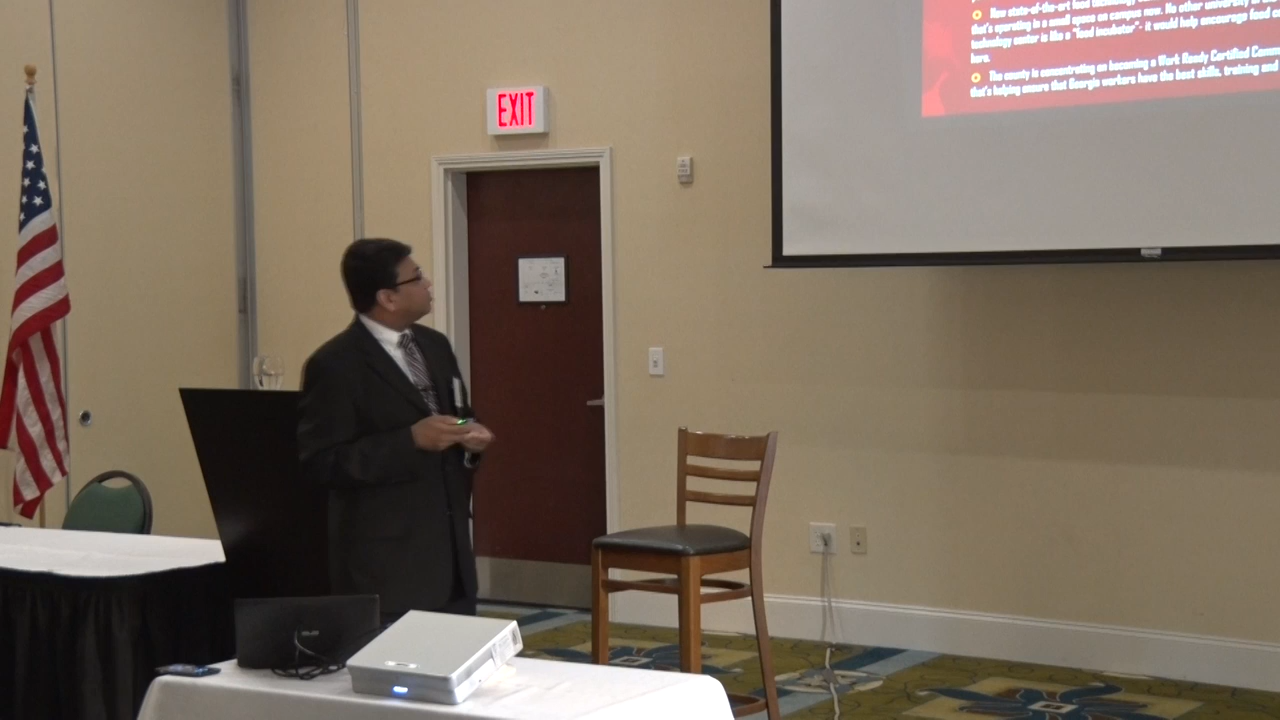 New state-of-the-art food technology
that's operating in a small space on campus now. No other university in the
technology center is like a "food incubator"- it would help encourage food
here.
The county is concentrating on becoming a Work Ready Certified
that's helping ensure that Georgia workers have the best skills, training and
EXIT